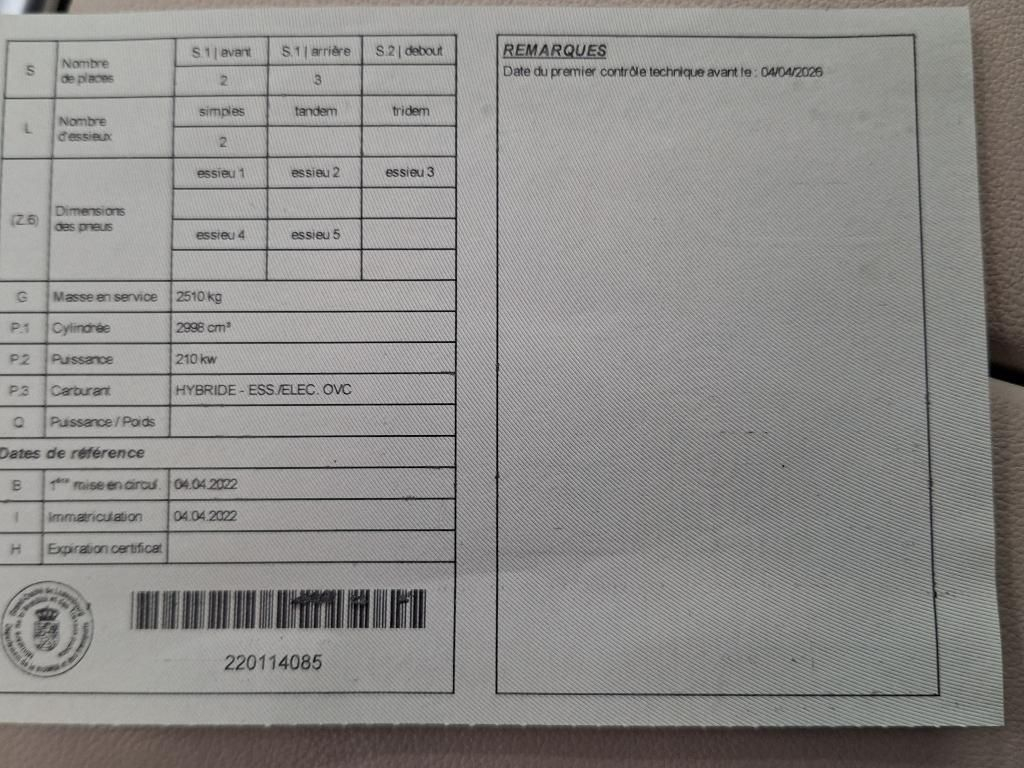 S Nombre de places S.1 | avant S.1 | arrière S.2 | debout
2 3
L Nombre d'essieux simples tandem tridem
2
(Z.6) Dimensions des pneus essieu 1 essieu 2 essieu 3
essieu 4 essieu 5
G Masse en service 2510 kg
P.1 Cylindrée 2998 cm³
P.2 Puissance 210 kw
P.3 Carburant HYBRIDE - ESS./ELEC. OVC
Q Puissance / Poids
Dates de référence
B 1ère mise en circul. 04.04.2022
I Immatriculation 04.04.2022
H Expiration certificat
220114085
REMARQUES
Date du premier contrôle technique avant le : 04/04/2026